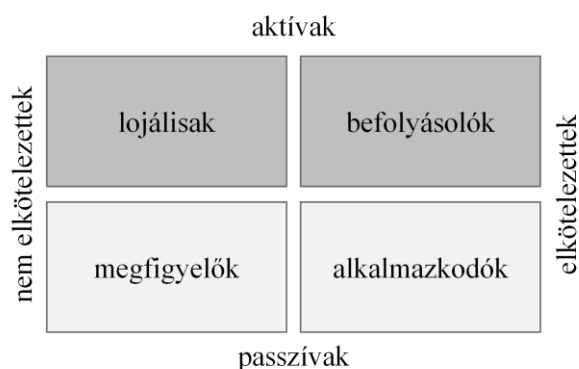 aktívak
nem elkötelezettek
lojálisak
befolyásolók
elkötelezettek
megfigyelők
alkalmazkodók
passzívak